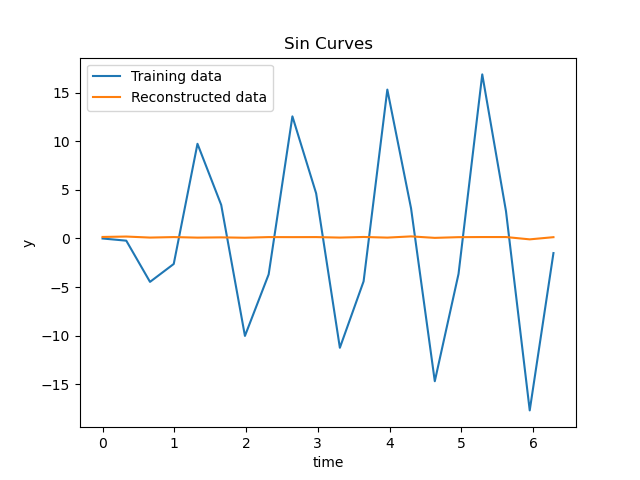 Sin Curves
Training data
Reconstructed data
15
10
5
0
−5
−10
−15
y
0 1 2 3 4 5 6
time